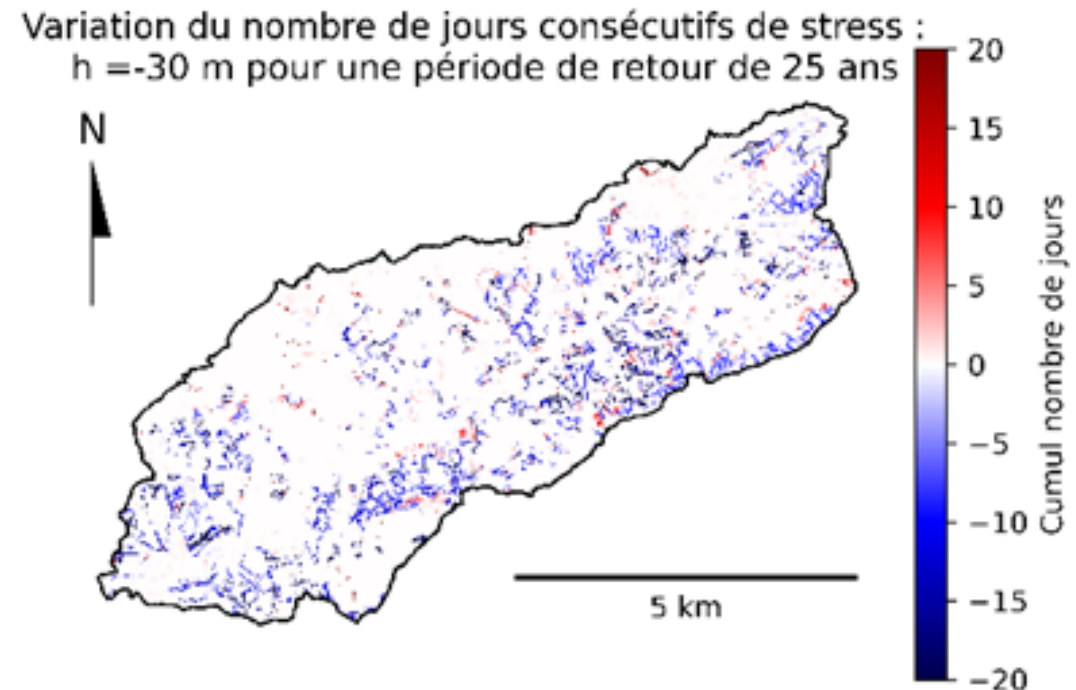 Variation du nombre de jours consécutifs de stress :
h =-30 m pour une période de retour de 25 ans
N
20
15
10
5
0
−5
−10
−15
−20
Cumul nombre de jours
5 km